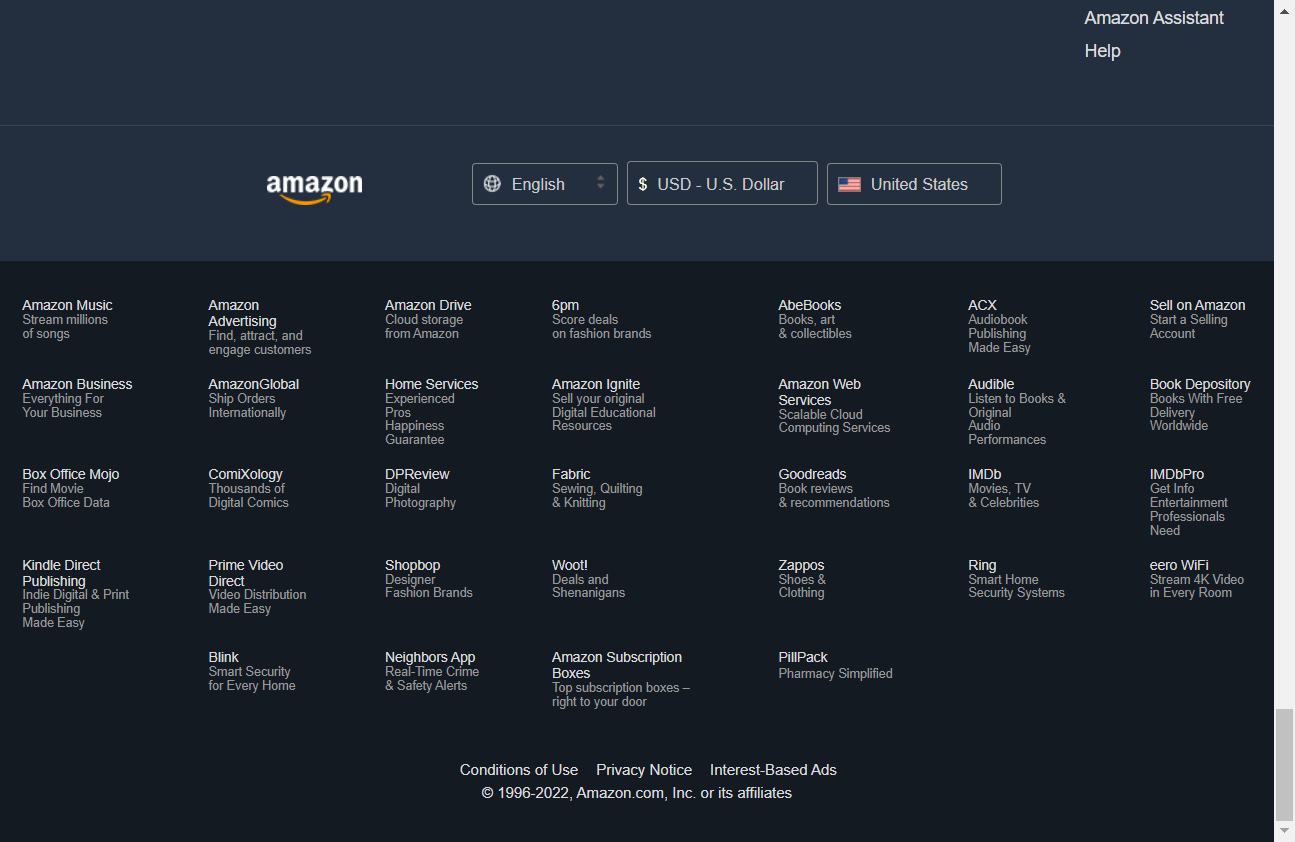 Amazon Assistant
Help
amazon
English
$ USD - U.S. Dollar
United States
Amazon Music
Stream millions
of songs
Amazon
Advertising
Find, attract, and
engage customers
Amazon Drive
Cloud storage
from Amazon
6pm
Score deals
on fashion brands
AbeBooks
Books, art
& collectibles
ACX
Audiobook
Publishing
Made Easy
Sell on Amazon
Start a Selling
Account
Amazon Business
Everything For
Your Business
AmazonGlobal
Ship Orders
Internationally
Home Services
Experienced
Pros
Happiness
Guarantee
Amazon Ignite
Sell your original
Digital Educational
Resources
Amazon Web
Services
Scalable Cloud
Computing Services
Audible
Listen to Books &
Original
Audio
Performances
Book Depository
Books With Free
Delivery
Worldwide
Box Office Mojo
Find Movie
Box Office Data
ComiXology
Thousands of
Digital Comics
DPReview
Digital
Photography
Fabric
Sewing, Quilting
& Knitting
Goodreads
Book reviews
& recommendations
IMDb
Movies, TV
& Celebrities
IMDbPro
Get Info
Entertainment
Professionals
Need
Kindle Direct
Publishing
Indie Digital & Print
Publishing
Made Easy
Prime Video
Direct
Video Distribution
Made Easy
Shopbop
Designer
Fashion Brands
Woot!
Deals and
Shenanigans
Zappos
Shoes &
Clothing
Ring
Smart Home
Security Systems
eero WiFi
Stream 4K Video
in Every Room
Blink
Smart Security
for Every Home
Neighbors App
Real-Time Crime
& Safety Alerts
Amazon Subscription
Boxes
Top subscription boxes –
right to your door
PillPack
Pharmacy Simplified
Conditions of Use Privacy Notice Interest-Based Ads
© 1996-2022, Amazon.com, Inc. or its affiliates